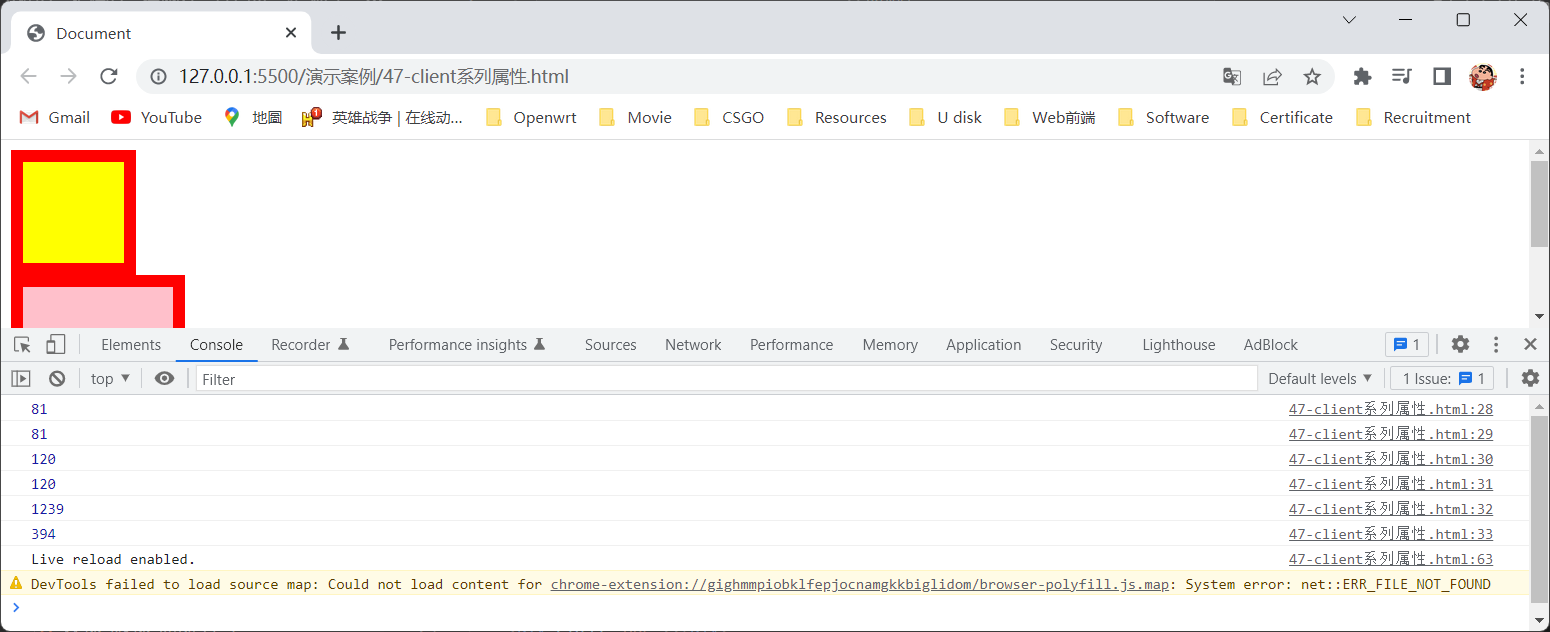 Document
127.0.0.1:5500/演示案例/47-client系列属性.html
Gmail YouTube 地圖 英雄战争 | 在线动... Openwrt Movie CSGO Resources U disk Web前端 Software Certificate Recruitment
Elements Console Recorder Performance insights Sources Network Performance Memory Application Security Lighthouse AdBlock 1
top Filter Default levels 1 Issue: 1
81 47-client系列属性.html:28
81 47-client系列属性.html:29
120 47-client系列属性.html:30
120 47-client系列属性.html:31
1239 47-client系列属性.html:32
394 47-client系列属性.html:33
Live reload enabled. 47-client系列属性.html:63
DevTools failed to load source map: Could not load content for chrome-extension://gighmmpiobklfepjocnamgkkbiglidom/browser-polyfill.js.map: System error: net::ERR_FILE_NOT_FOUND